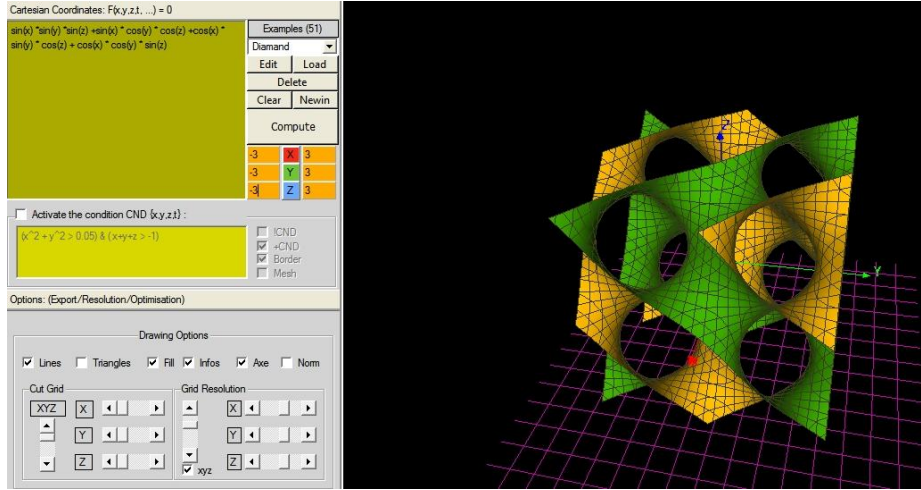 Cartesian Coordinates: F(x,y,z,t, ...) = 0
sin(x) *sin(y) *sin(z) +sin(x) * cos(y) * cos(z) +cos(x) *
sin(y) * cos(z) + cos(x) * cos(y) * sin(z)
Examples (51)
Diamand
Edit Load
Delete
Clear Newin
Compute
-3 X 3
-3 Y 3
-3 Z 3
Activate the condition CND {x,y,z,t} :
(x^2 + y^2 > 0.05) & (x+y+z > -1)
!CND
+CND
Border
Mesh
Options: (Export/Resolution/Optimisation)
Drawing Options
Lines Triangles Fill Infos Axe Norm
Cut Grid
XYZ
X
Y
Z
Grid Resolution
X
Y
Z
xyz
Z
Y